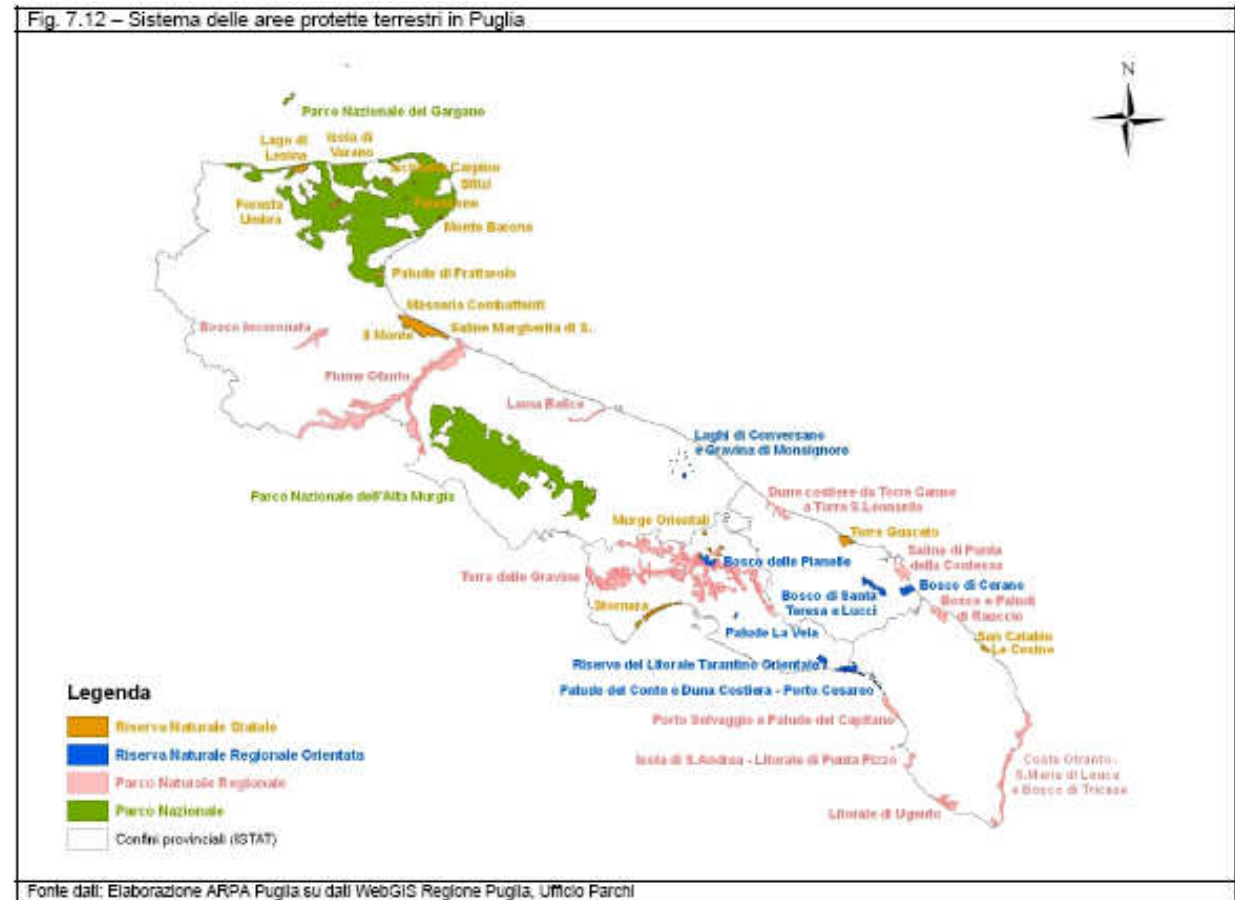 Fig. 7.12 – Sistema delle aree protette terrestri in Puglia
N
Parco Nazionale del Gargano
Lago di
Lesina
Isola di
Varano
Carpino
Sfilzi
Foresta
Umbra
Monte Barone
Palude di Frattarolo
Masseria Combattenti
Il Monte
Saline Margherita di S.
Bosco Incoronata
Fiume Ofanto
Lama Balice
Laghi di Conversano
e Gravina di Monsignore
Parco Nazionale dell'Alta Murgia
Dune costiere da Torre Canne
a Torre S.Leonardo
Murge Orientali
Torre Guaceto
Bosco delle Pianelle
Saline di Punta
della Contessa
Terra delle Gravine
Bosco di Cerano
Bosco di Santa
Teresa e Lucci
Stornara
Bosco e Paludi
di Rauccio
Palude La Vela
San Cataldo
Le Cesine
Riserve del Litorale Tarantino Orientale
Palude del Conte e Duna Costiera - Porto Cesareo
Porto Selvaggio e Palude del Capitano
Isola di S.Andrea - Litorale di Punta Pizzo
Costa Otranto-
S.Maria di Leuca
e Bosco di Tricase
Litorale di Ugento
Legenda
Riserva Naturale Statale
Riserva Naturale Regionale Orientata
Parco Naturale Regionale
Parco Nazionale
Confini provinciali (ISTAT)
Fonte dati: Elaborazione ARPA Puglia su dati WebGIS Regione Puglia, Ufficio Parchi